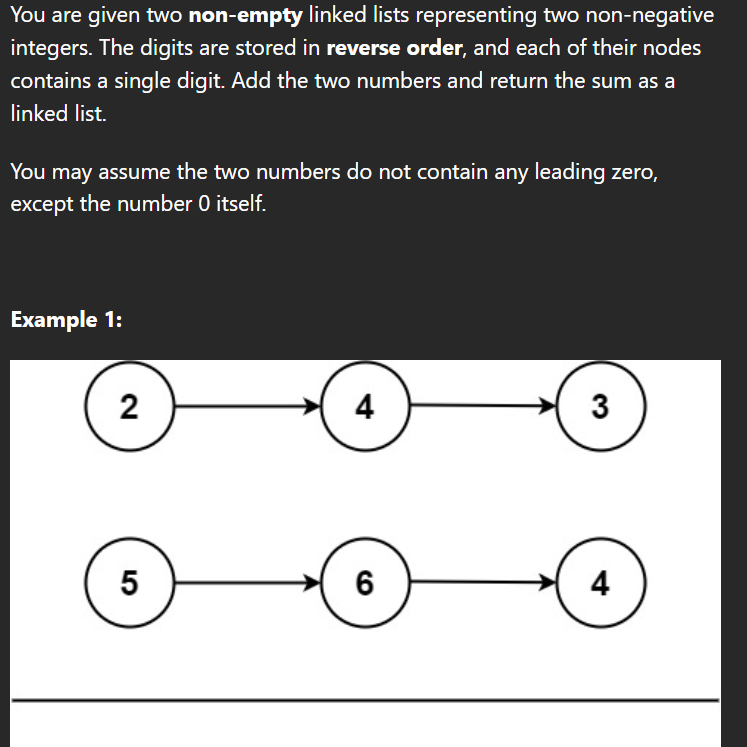 You are given two non-empty linked lists representing two non-negative
integers. The digits are stored in reverse order, and each of their nodes
contains a single digit. Add the two numbers and return the sum as a
linked list.
You may assume the two numbers do not contain any leading zero,
except the number 0 itself.
Example 1:
2 4 3
5 6 4